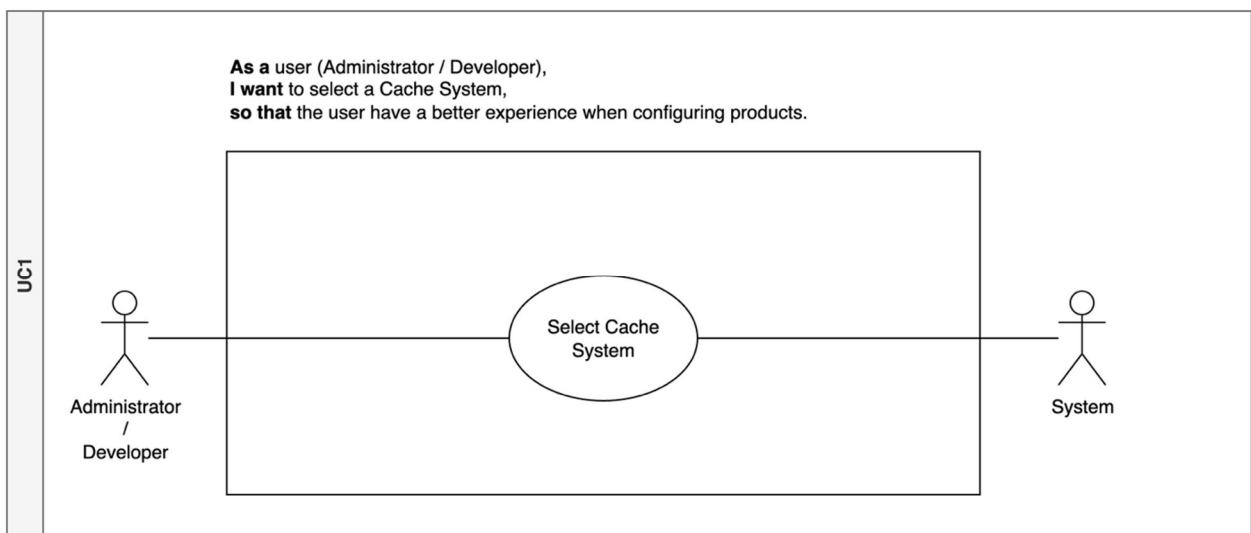 UC1
As a user (Administrator / Developer),
I want to select a Cache System,
so that the user have a better experience when configuring products.
Select Cache
System
Administrator
/
Developer
System